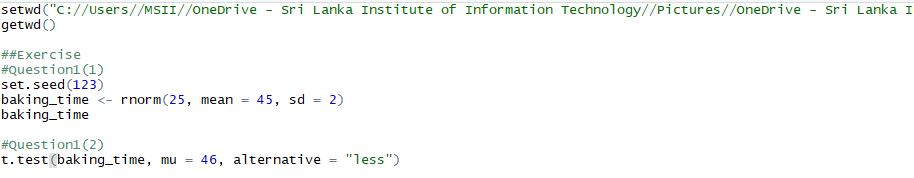 setwd("C://Users//MSII//OneDrive - Sri Lanka Institute of Information Technology//Pictures//OneDrive - Sri Lanka I
getwd()
##Exercise
#Question1(1)
set.seed(123)
baking_time <- rnorm(25, mean = 45, sd = 2)
baking_time
#Question1(2)
t.test(baking_time, mu = 46, alternative = "less")